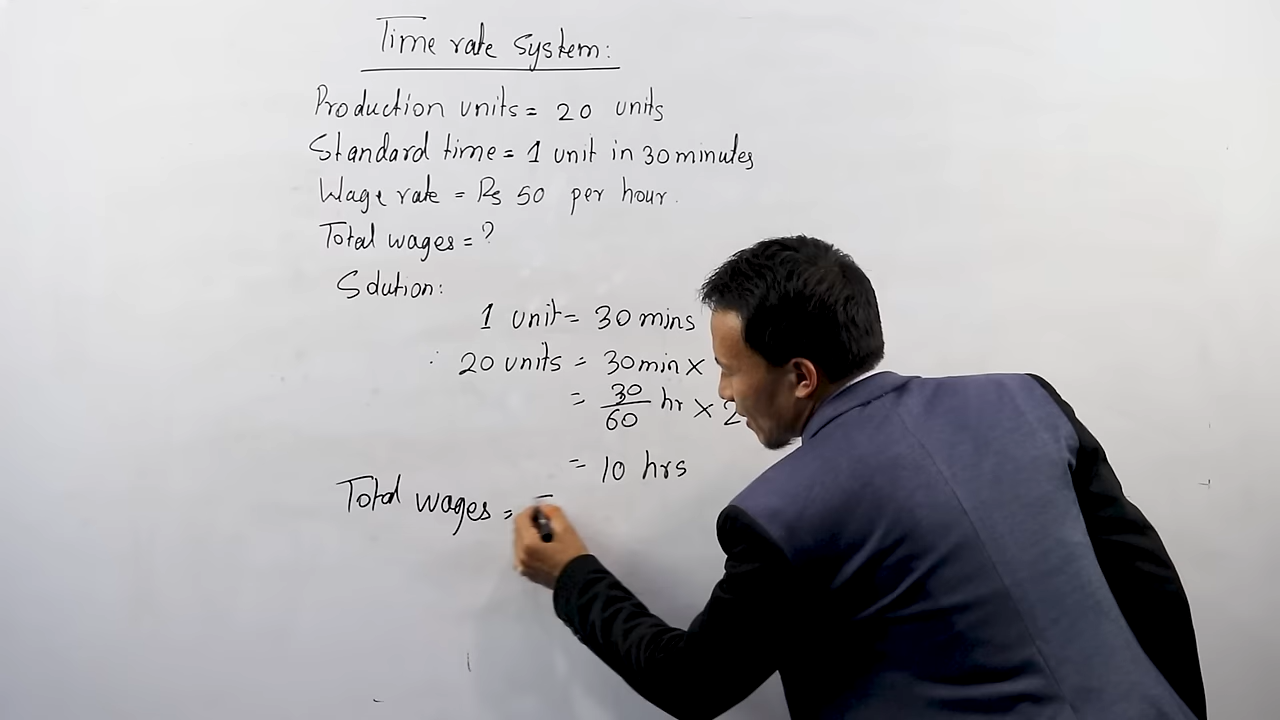 Time rate system:
Production units = 20 units
Standard time = 1 unit in 30 minutes
Wage rate = Rs 50 per hour.
Total wages = ?
Solution:
1 unit = 30 mins
∴ 20 units = 30 min ×
= 30/60 hr × 2
= 10 hrs
Total wages =